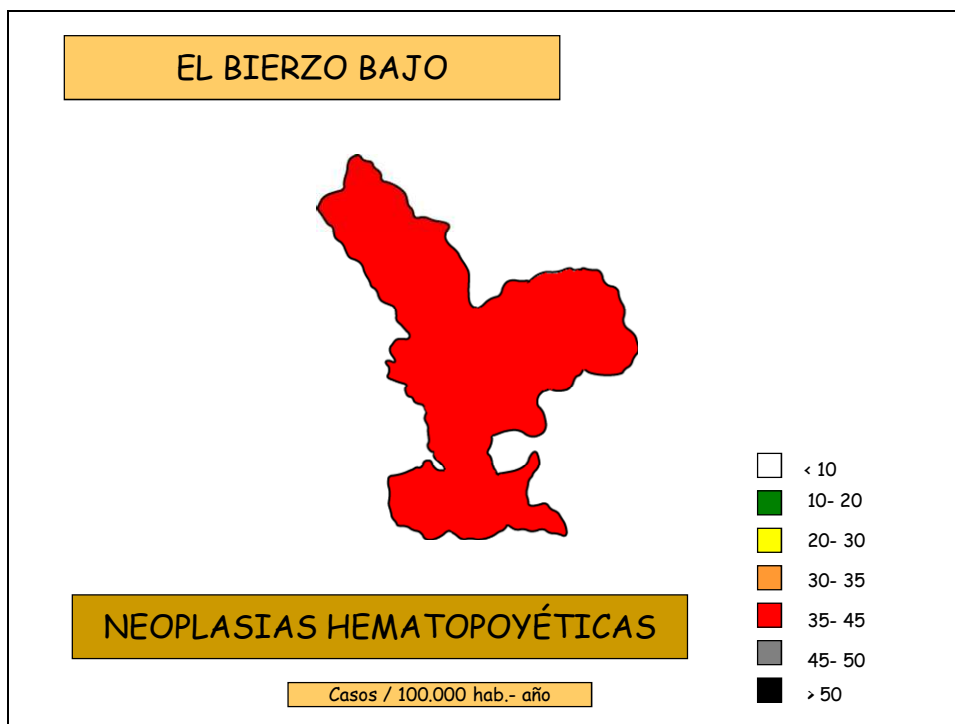 EL BIERZO BAJO
< 10
10- 20
20- 30
30- 35
35- 45
45- 50
> 50
NEOPLASIAS HEMATOPOYÉTICAS
Casos / 100.000 hab.- año